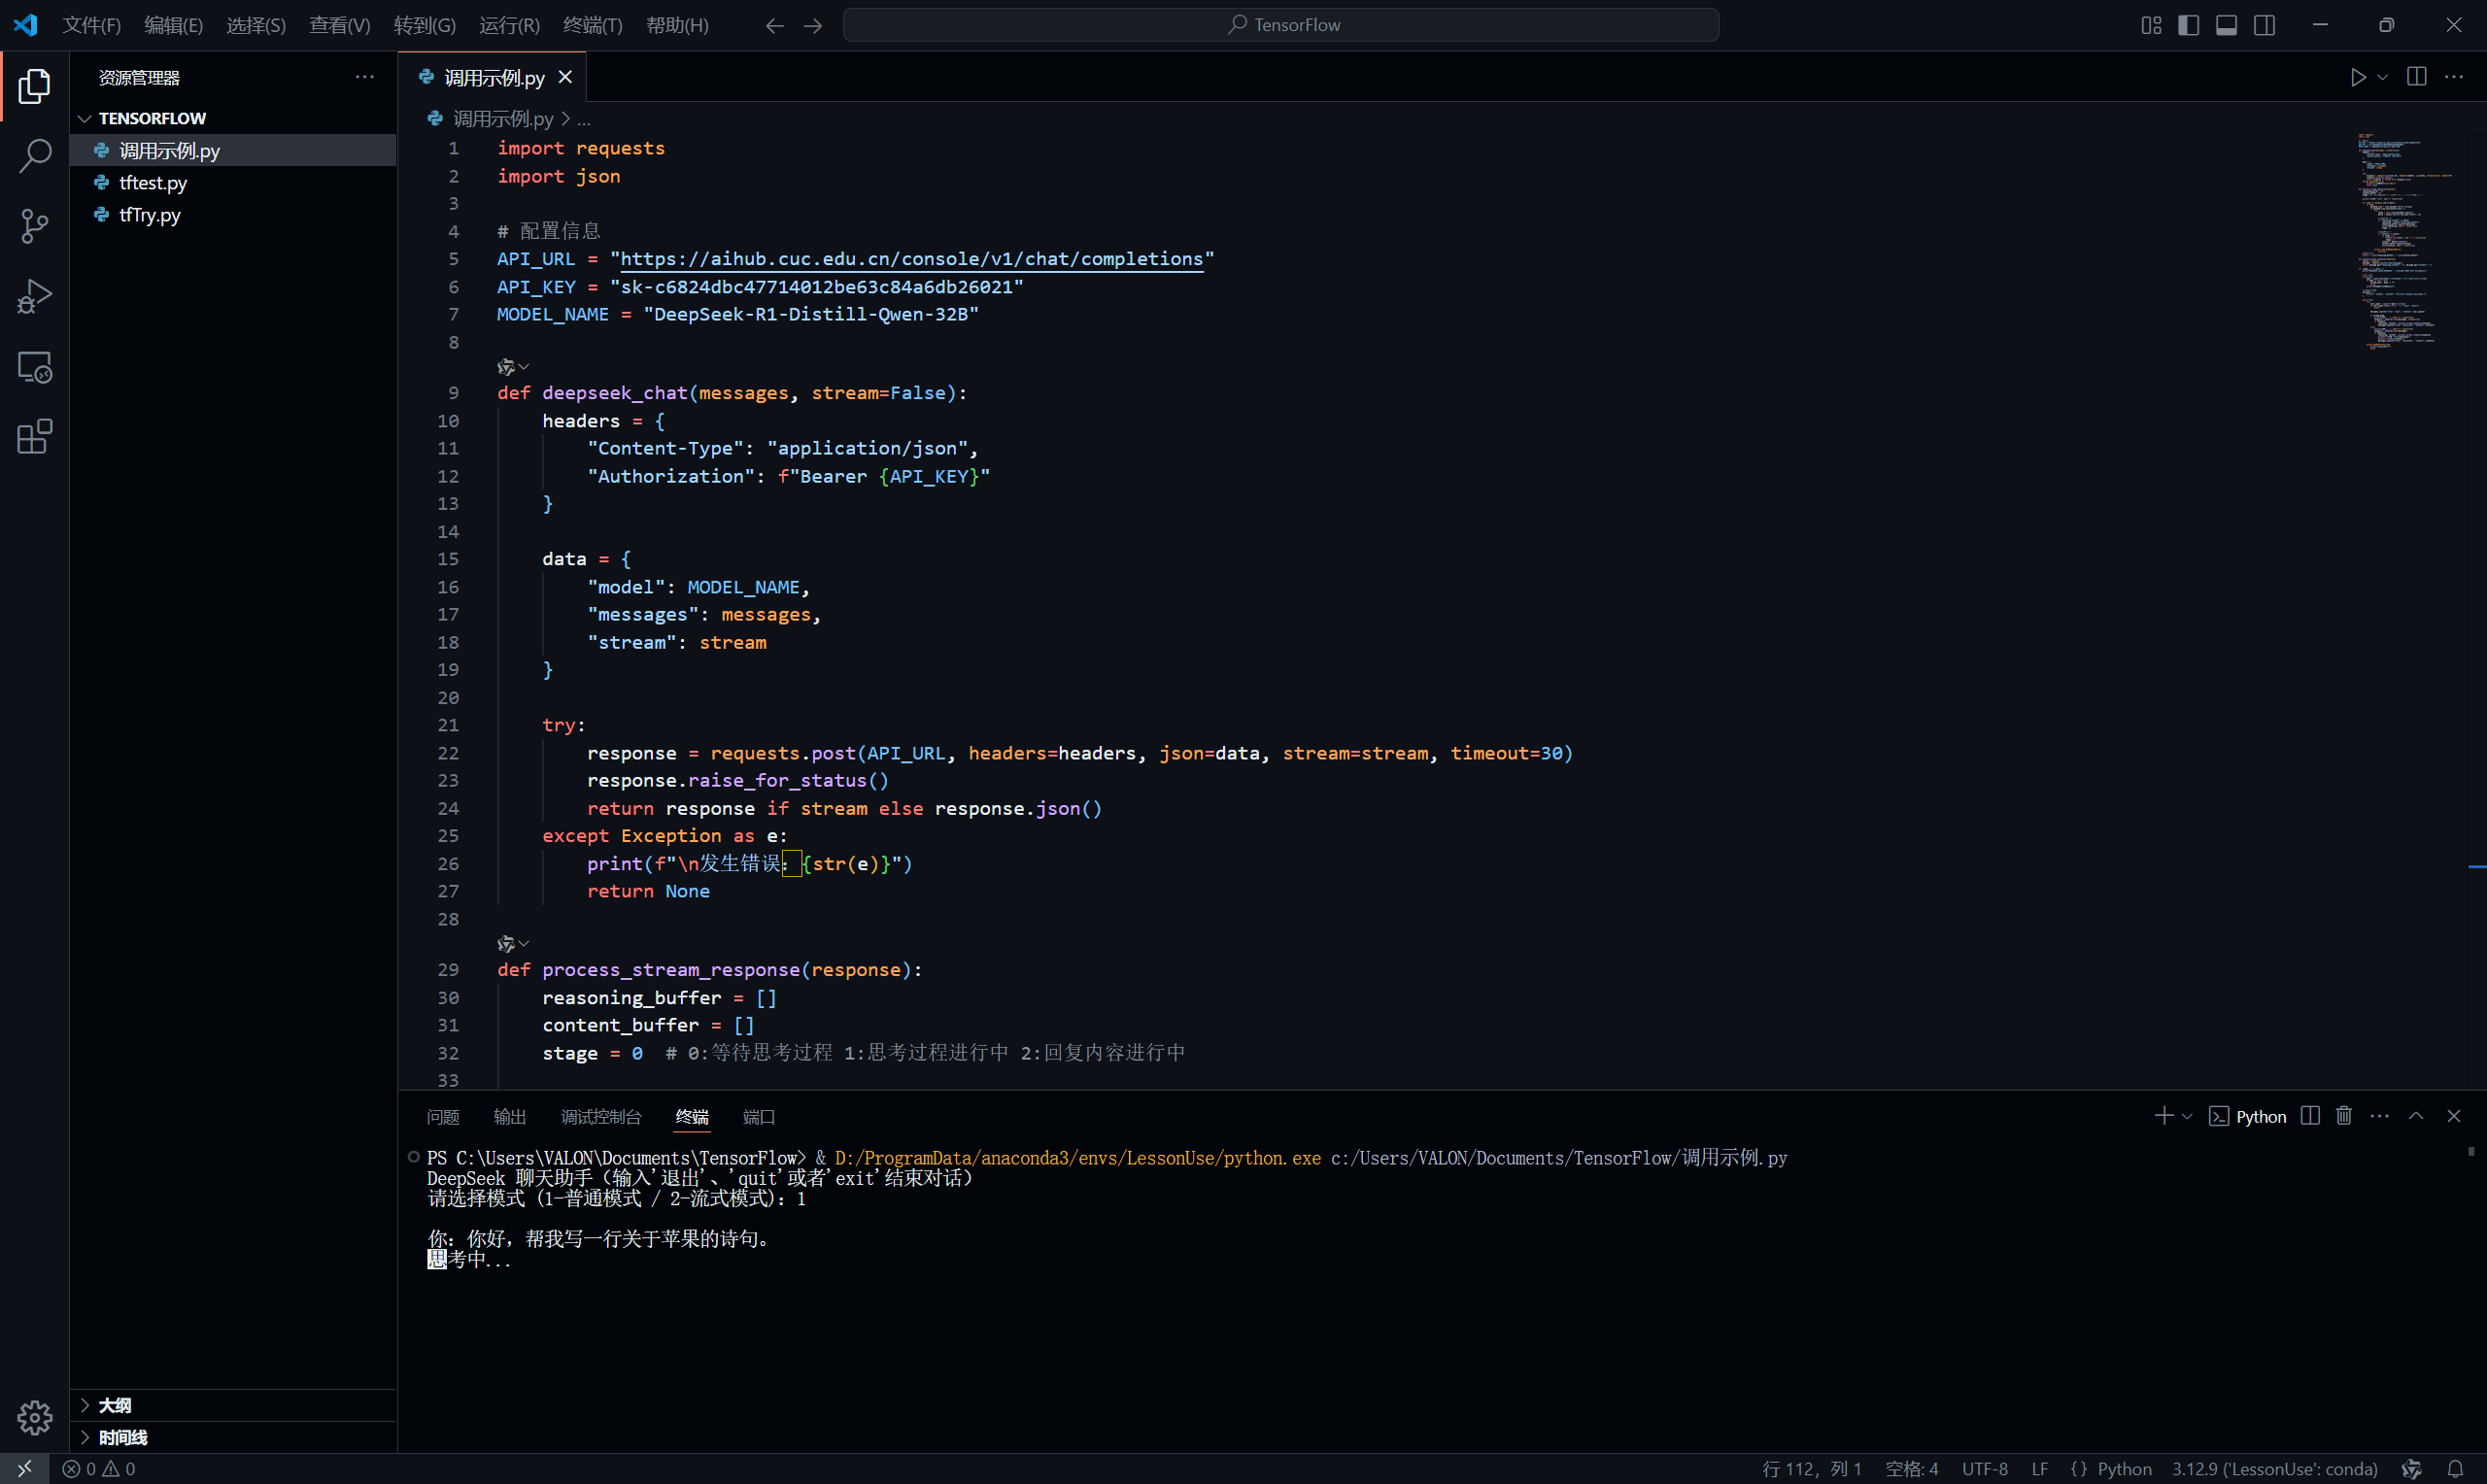 文件(F) 编辑(E) 选择(S) 查看(V) 转到(G) 运行(R) 终端(T) 帮助(H) TensorFlow
资源管理器
TENSORFLOW
调用示例.py
tftest.py
tfTry.py
大纲
时间线
调用示例.py
调用示例.py > ...
1 import requests
2 import json
3
4 # 配置信息
5 API_URL = "https://aihub.cuc.edu.cn/console/v1/chat/completions"
6 API_KEY = "sk-c6824dbc47714012be63c84a6db26021"
7 MODEL_NAME = "DeepSeek-R1-Distill-Qwen-32B"
8
9 def deepseek_chat(messages, stream=False):
10 headers = {
11 "Content-Type": "application/json",
12 "Authorization": f"Bearer {API_KEY}"
13 }
14
15 data = {
16 "model": MODEL_NAME,
17 "messages": messages,
18 "stream": stream
19 }
20
21 try:
22 response = requests.post(API_URL, headers=headers, json=data, stream=stream, timeout=30)
23 response.raise_for_status()
24 return response if stream else response.json()
25 except Exception as e:
26 print(f"\n发生错误：{str(e)}")
27 return None
28
29 def process_stream_response(response):
30 reasoning_buffer = []
31 content_buffer = []
32 stage = 0 # 0:等待思考过程 1:思考过程进行中 2:回复内容进行中
33
问题 输出 调试控制台 终端 端口 Python
PS C:\Users\VALON\Documents\TensorFlow> & D:/ProgramData/anaconda3/envs/LessonUse/python.exe c:/Users/VALON/Documents/TensorFlow/调用示例.py
DeepSeek 聊天助手（输入'退出'、'quit'或者'exit'结束对话）
请选择模式（1-普通模式 / 2-流式模式）：1
你：你好，帮我写一行关于苹果的诗句。
思考中...
0 0 行 112，列 1 空格: 4 UTF-8 LF {} Python 3.12.9 ('LessonUse': conda)